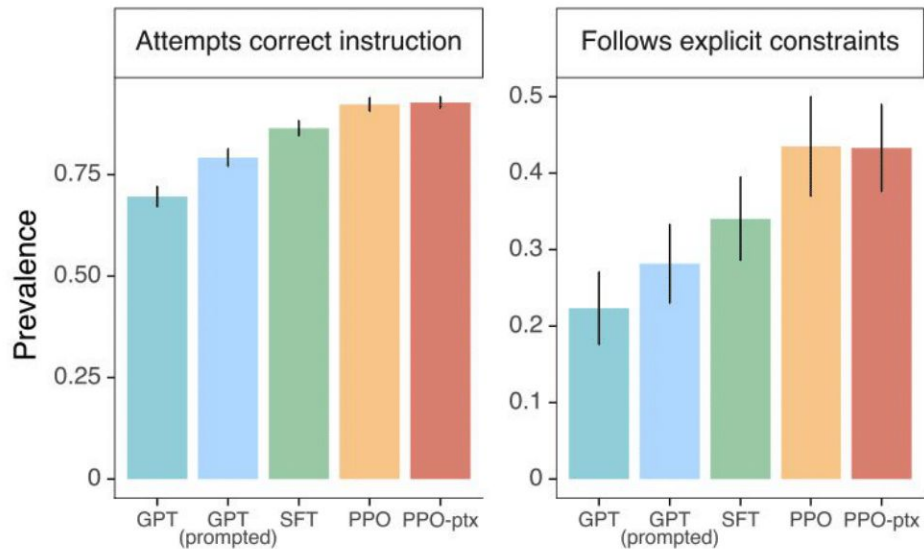 Attempts correct instruction
Follows explicit constraints
Prevalence
0.75
0.50
0.25
0
0.5
0.4
0.3
0.2
0.1
0
GPT
GPT
(prompted)
SFT
PPO
PPO-ptx
GPT
GPT
(prompted)
SFT
PPO
PPO-ptx